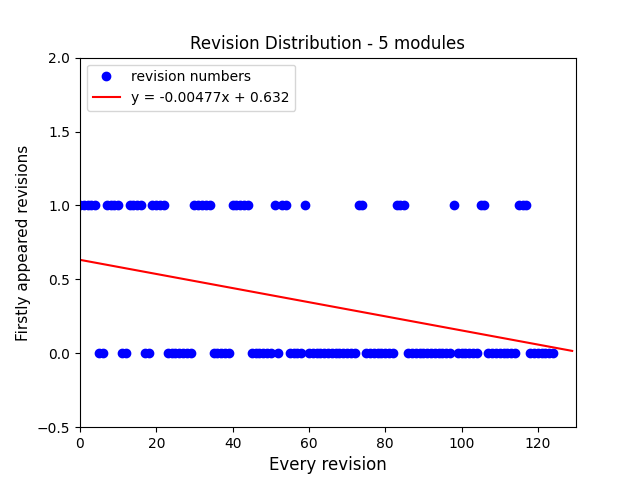 Revision Distribution - 5 modules
revision numbers
y = -0.00477x + 0.632
2.0
1.5
1.0
0.5
0.0
−0.5
Firstly appeared revisions
0 20 40 60 80 100 120
Every revision